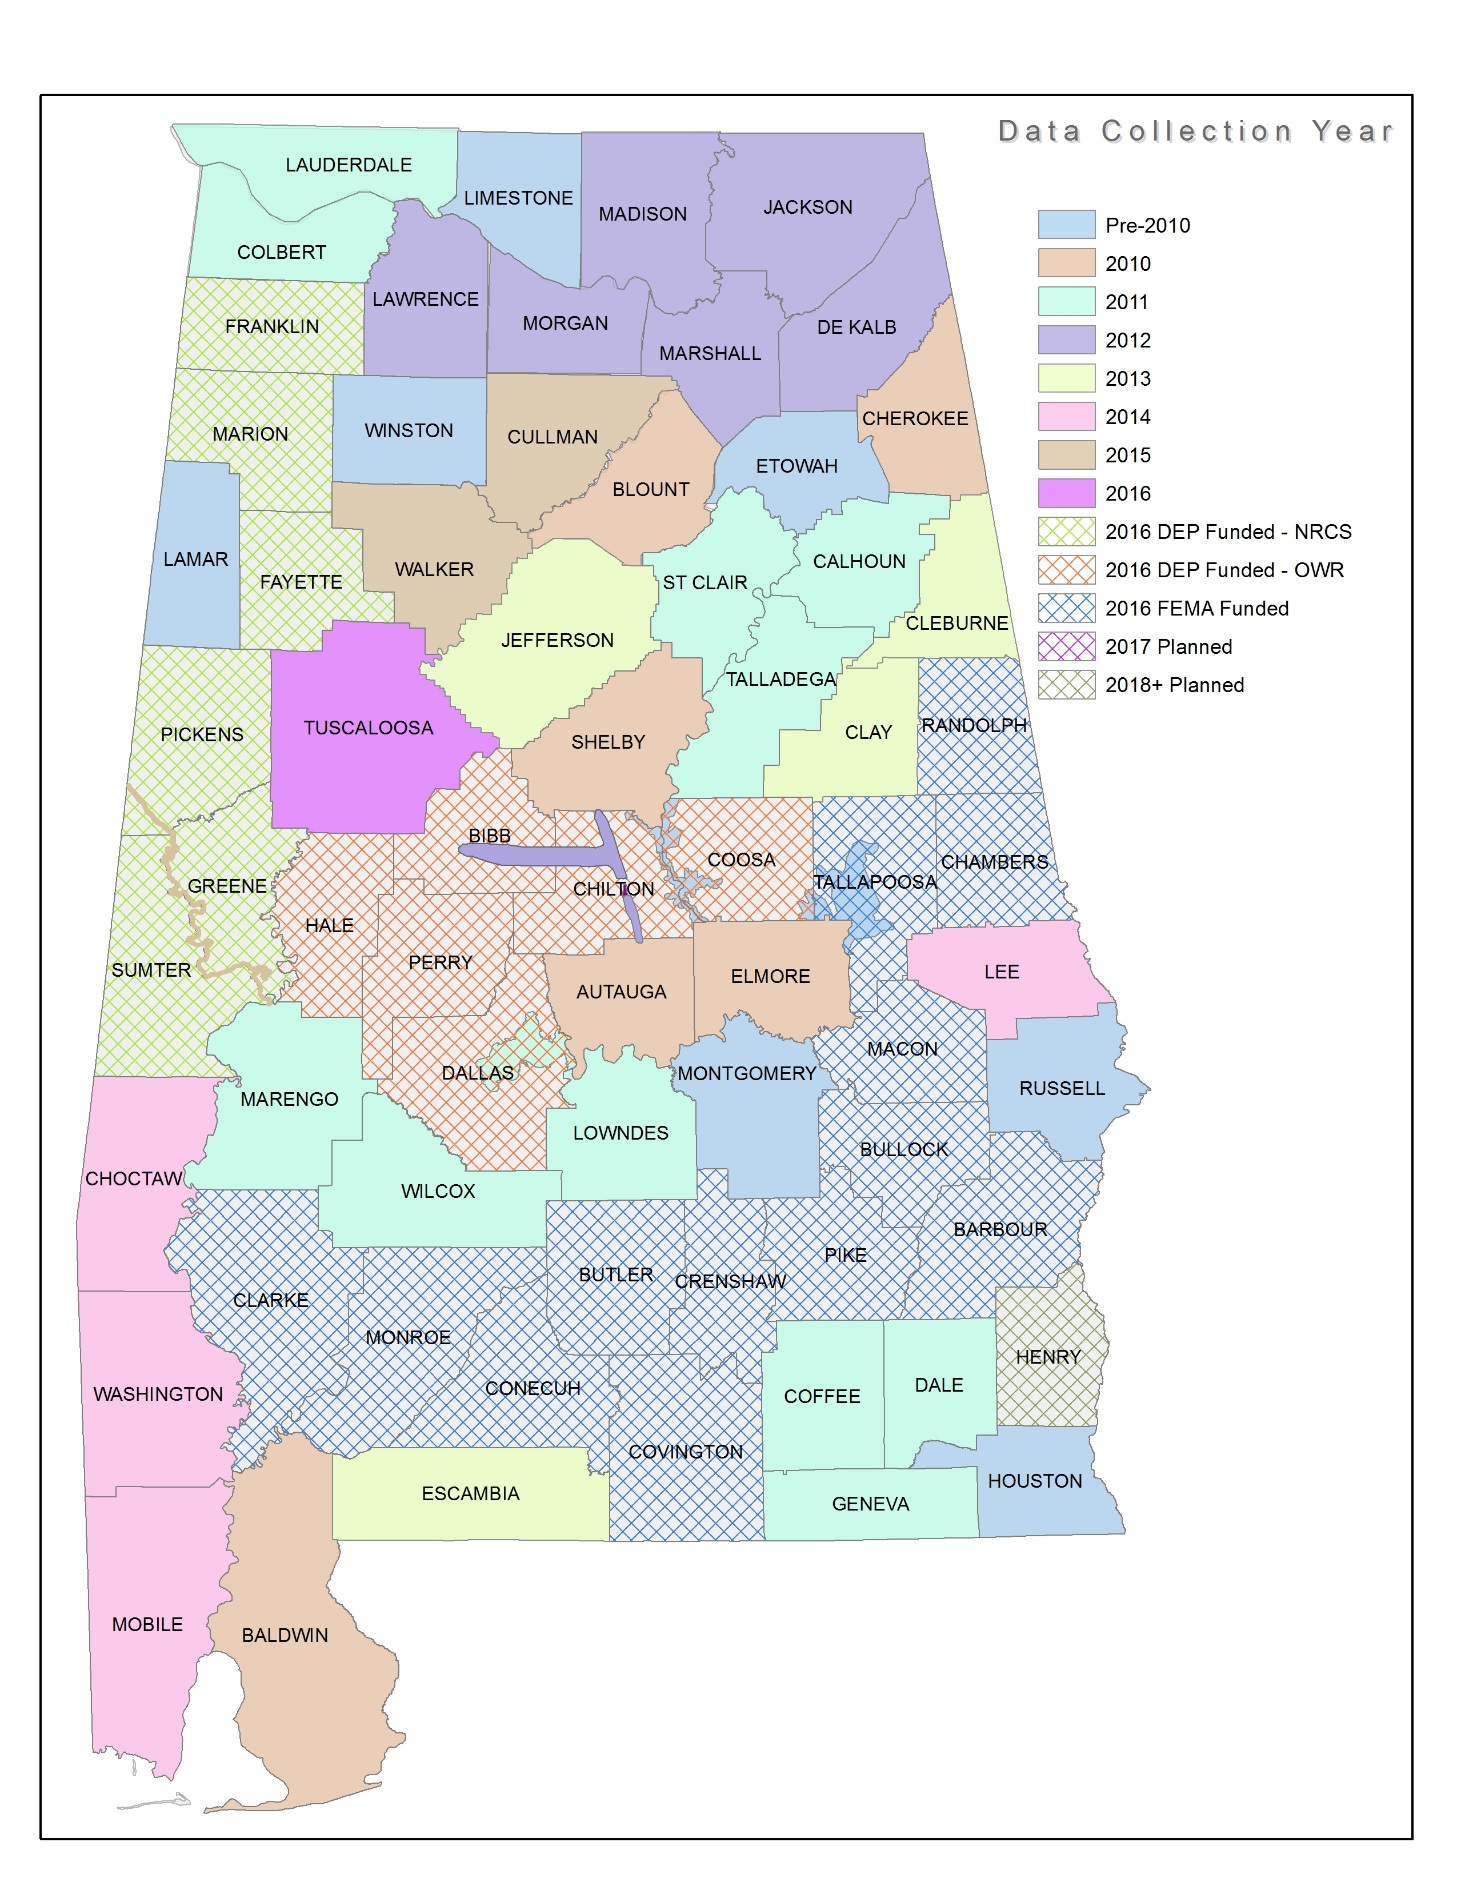 Data Collection Year
Pre-2010
2010
2011
2012
2013
2014
2015
2016
2016 DEP Funded - NRCS
2016 DEP Funded - OWR
2016 FEMA Funded
2017 Planned
2018+ Planned
LAUDERDALE
LIMESTONE
MADISON
JACKSON
COLBERT
LAWRENCE
FRANKLIN
MORGAN
DE KALB
MARSHALL
CHEROKEE
WINSTON
MARION
CULLMAN
ETOWAH
BLOUNT
LAMAR
CALHOUN
WALKER
FAYETTE
ST CLAIR
CLEBURNE
JEFFERSON
TALLADEGA
RANDOLPH
TUSCALOOSA
CLAY
PICKENS
SHELBY
BIBB
COOSA
CHAMBERS
TALLAPOOSA
GREENE
CHILTON
HALE
PERRY
SUMTER
LEE
ELMORE
AUTAUGA
MACON
DALLAS
MONTGOMERY
RUSSELL
MARENGO
LOWNDES
BULLOCK
CHOCTAW
WILCOX
BARBOUR
PIKE
BUTLER
CRENSHAW
CLARKE
MONROE
HENRY
DALE
CONECUH
WASHINGTON
COFFEE
COVINGTON
HOUSTON
ESCAMBIA
GENEVA
MOBILE
BALDWIN